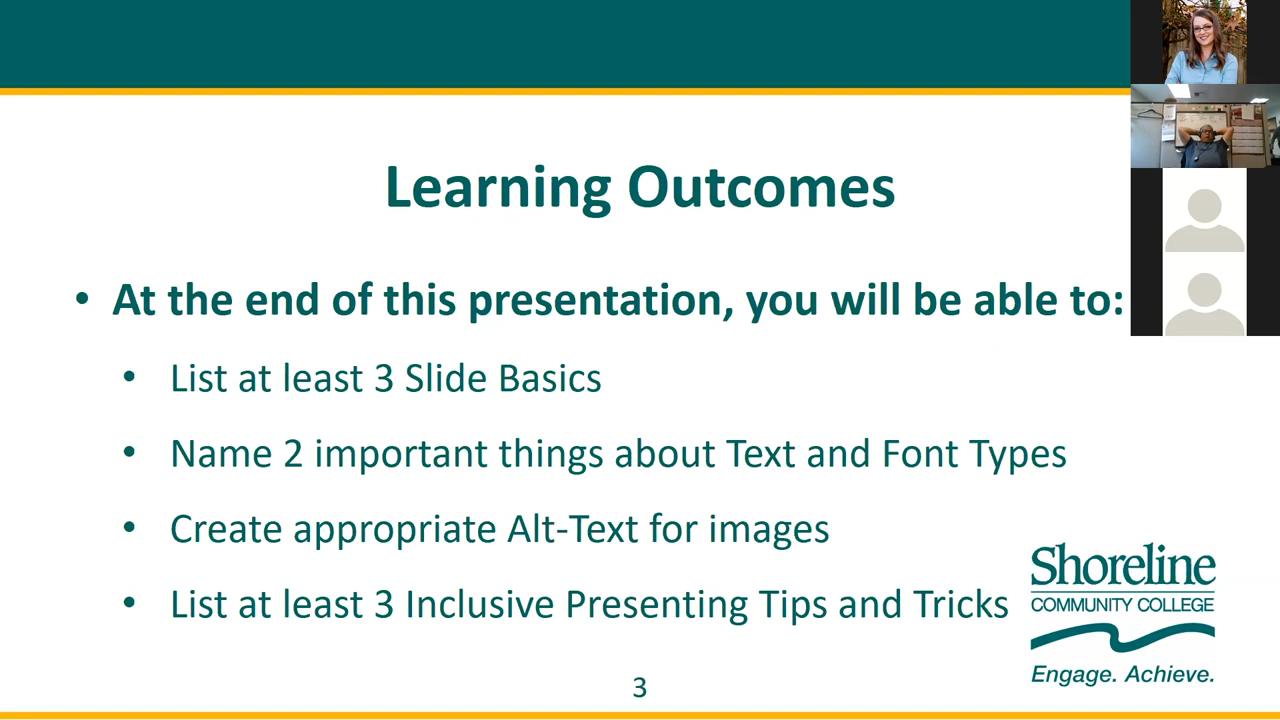 Learning Outcomes
• At the end of this presentation, you will be able to:
• List at least 3 Slide Basics
• Name 2 important things about Text and Font Types
• Create appropriate Alt-Text for images
• List at least 3 Inclusive Presenting Tips and Tricks
Shoreline
COMMUNITY COLLEGE
Engage. Achieve.
3